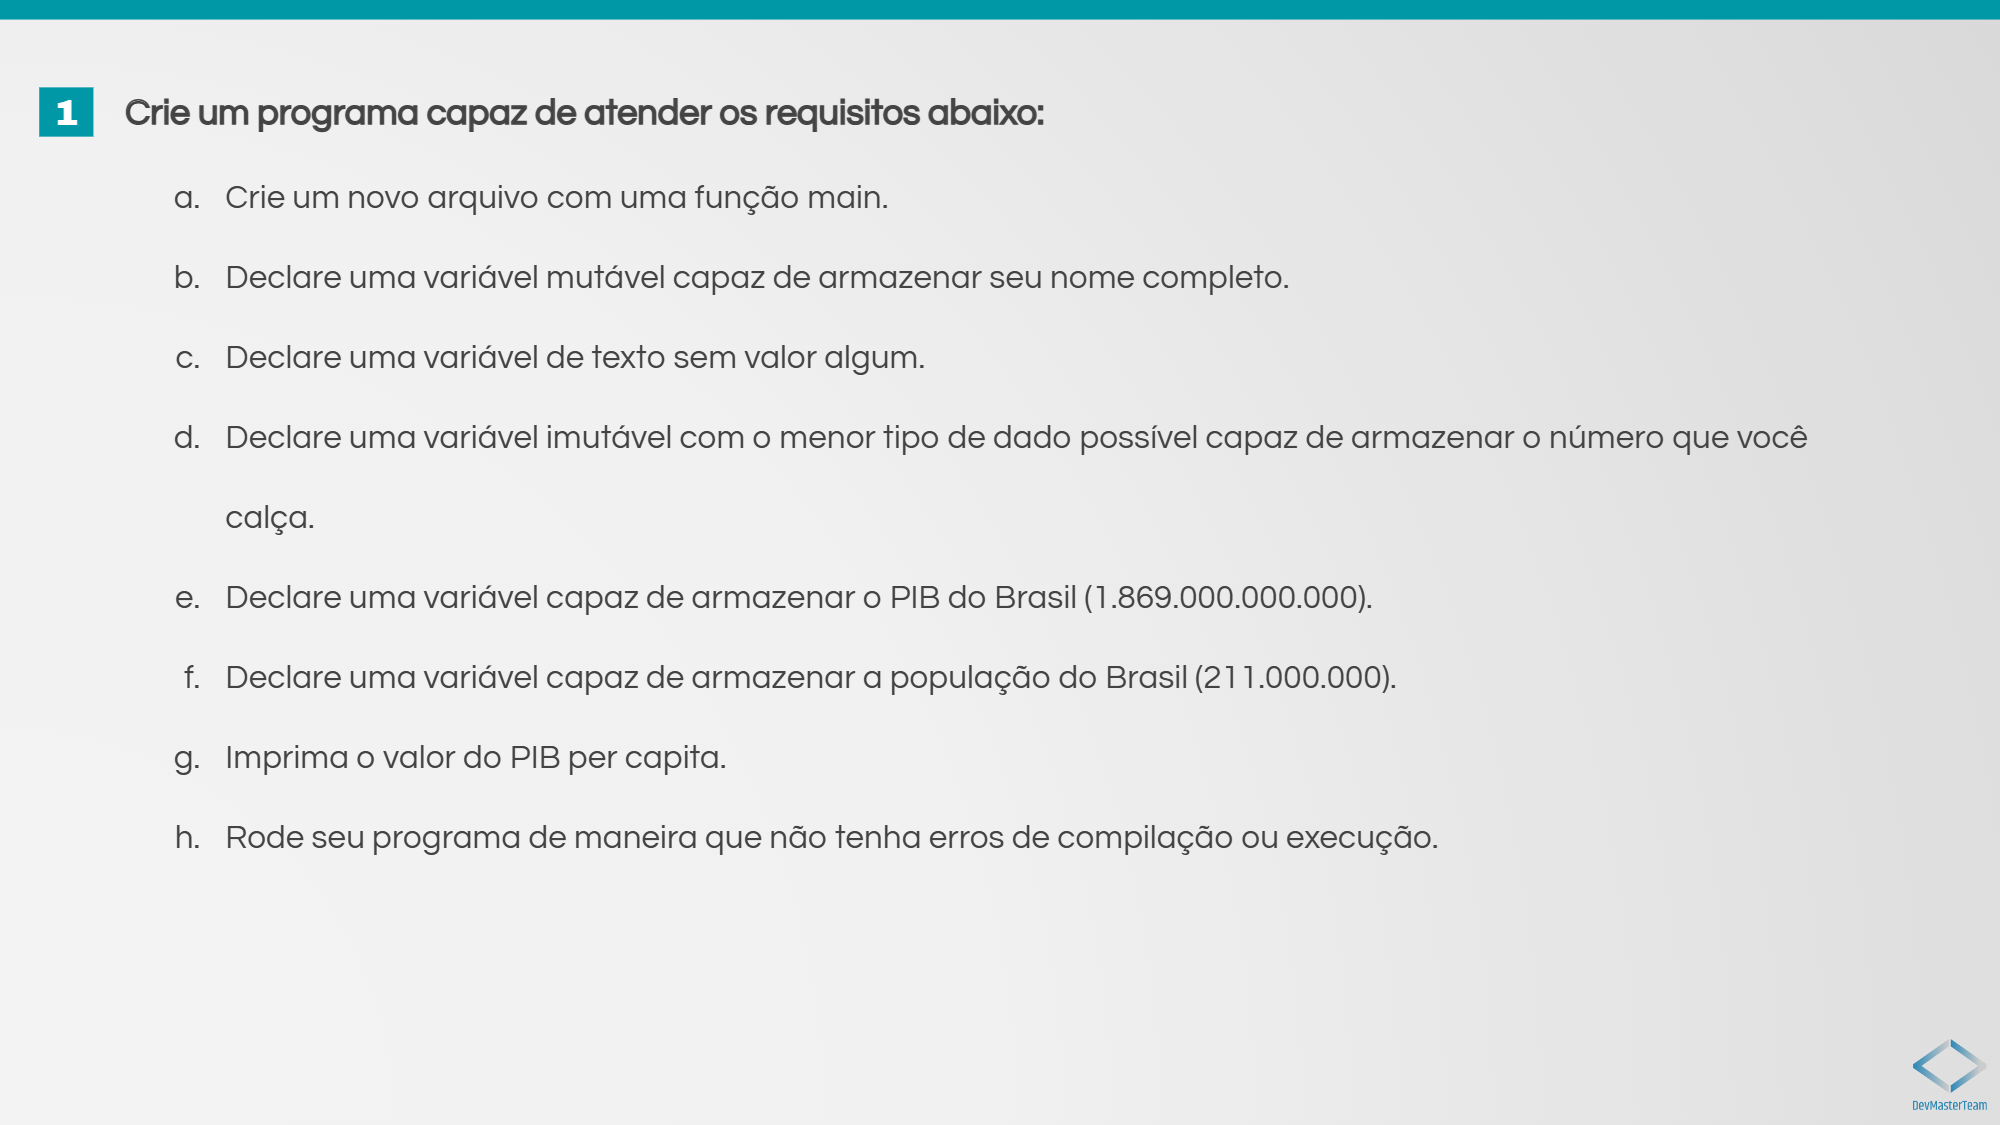 1 Crie um programa capaz de atender os requisitos abaixo:
a. Crie um novo arquivo com uma função main.
b. Declare uma variável mutável capaz de armazenar seu nome completo.
c. Declare uma variável de texto sem valor algum.
d. Declare uma variável imutável com o menor tipo de dado possível capaz de armazenar o número que você
calça.
e. Declare uma variável capaz de armazenar o PIB do Brasil (1.869.000.000.000).
f. Declare uma variável capaz de armazenar a população do Brasil (211.000.000).
g. Imprima o valor do PIB per capita.
h. Rode seu programa de maneira que não tenha erros de compilação ou execução.
DevMasterTeam